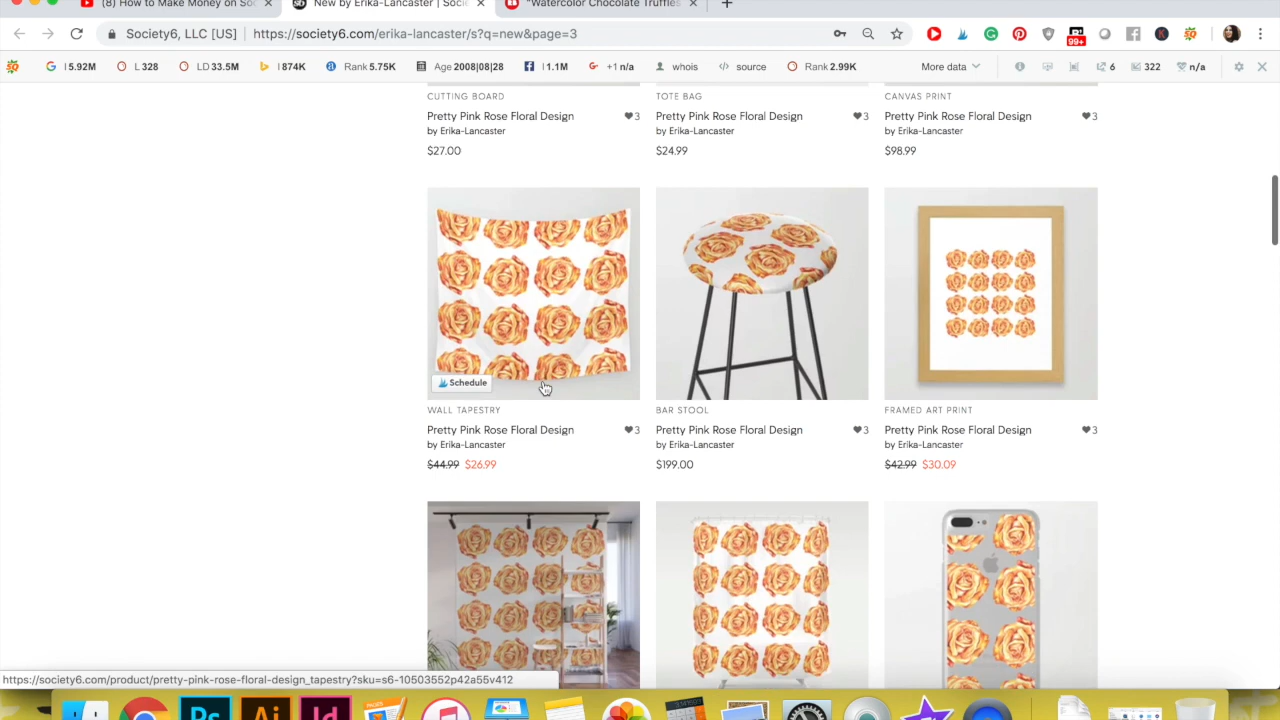 (8) How to Make Money on Soc
New by Erika-Lancaster | Socie
"Watercolor Chocolate Truffles
Society6, LLC [US]
https://society6.com/erika-lancaster/s?q=new&page=3
99+
I 5.92M
L 328
LD 33.5M
I 874K
Rank 5.75K
Age 2008|08|28
I 1.1M
+1 n/a
whois
source
Rank 2.99K
More data
6
322
n/a
CUTTING BOARD
Pretty Pink Rose Floral Design
3
by Erika-Lancaster
$27.00
TOTE BAG
Pretty Pink Rose Floral Design
3
by Erika-Lancaster
$24.99
CANVAS PRINT
Pretty Pink Rose Floral Design
3
by Erika-Lancaster
$98.99
Schedule
WALL TAPESTRY
Pretty Pink Rose Floral Design
3
by Erika-Lancaster
$44.99 $26.99
BAR STOOL
Pretty Pink Rose Floral Design
3
by Erika-Lancaster
$199.00
FRAMED ART PRINT
Pretty Pink Rose Floral Design
3
by Erika-Lancaster
$42.99 $30.09
https://society6.com/product/pretty-pink-rose-floral-design_tapestry?sku=s6-10503552p42a55v412
Ps
Ai
Id
PAGES